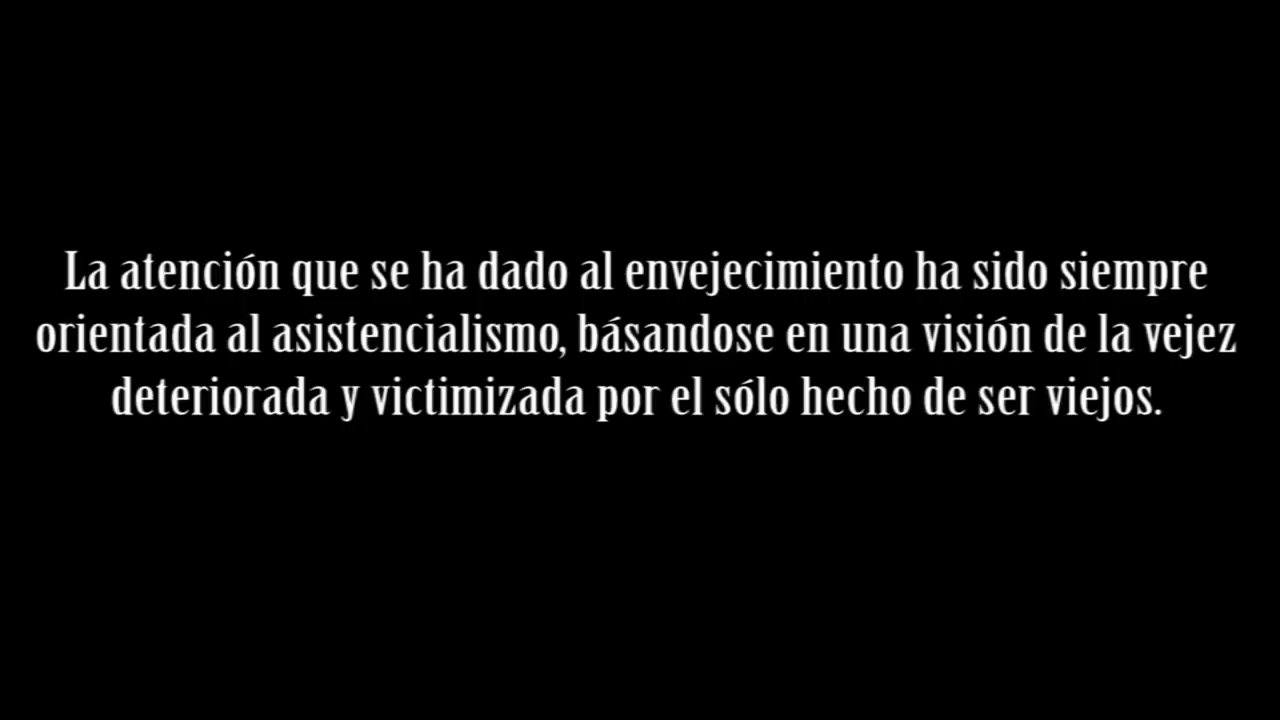 La atención que se ha dado al envejecimiento ha sido siempre
orientada al asistencialismo, básandose en una visión de la vejez
deteriorada y victimizada por el sólo hecho de ser viejos.